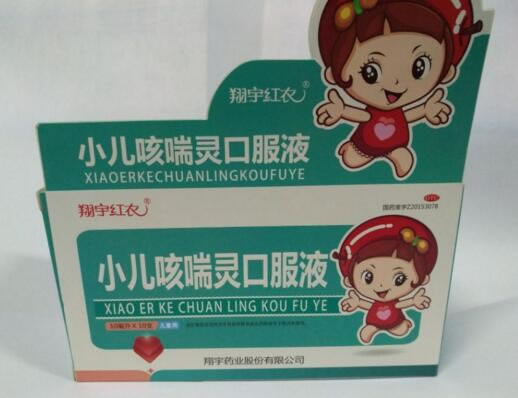 翔宇红衣®
小儿咳喘灵口服液
XIAOERKECHUANLINGKOUFUYE
翔宇红衣®
OTC
国药准字Z20153078
小儿咳喘灵口服液
XIAO ER KE CHUAN LING KOU FU YE
10毫升×10支 儿童用
翔宇药业股份有限公司